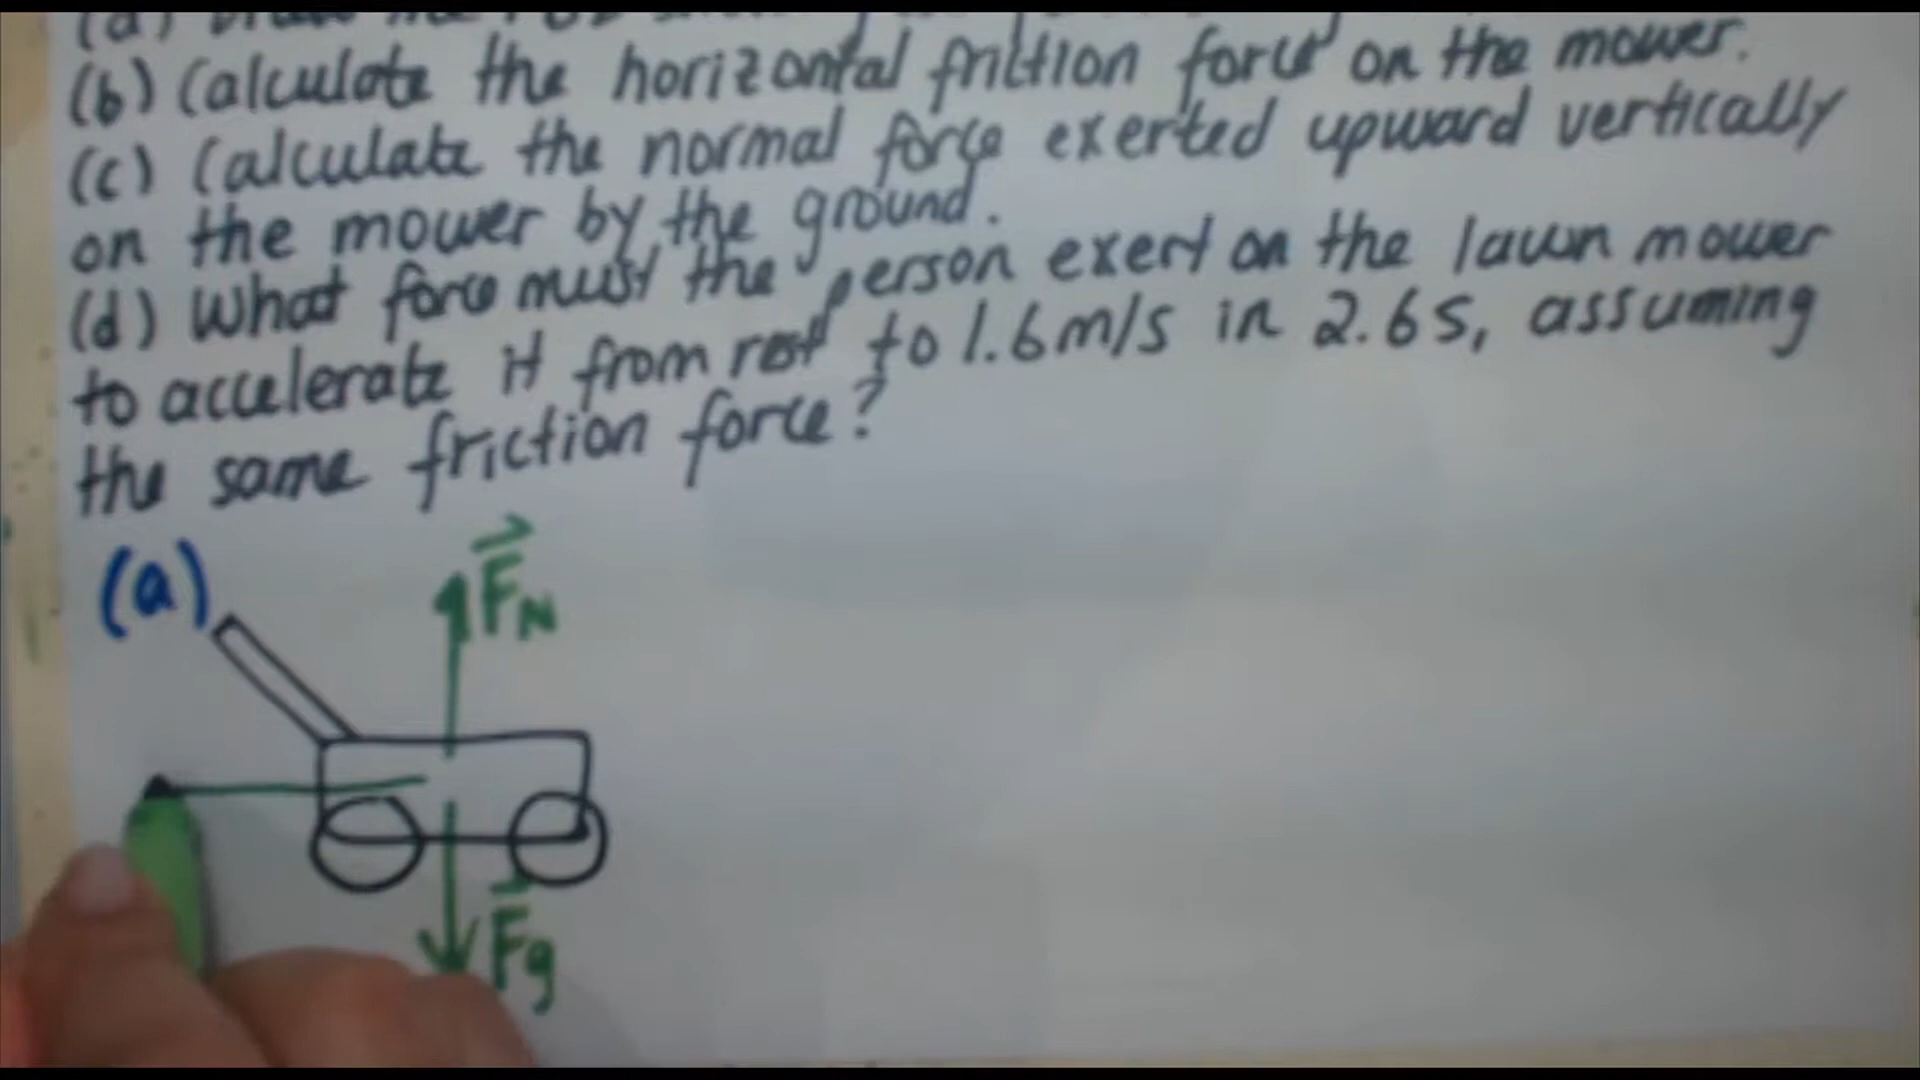 (b) Calculate the horizontal friction force on the mower.
(c) Calculate the normal force exerted upward vertically
on the mower by the ground.
(d) What force must the person exert on the lawn mower
to accelerate it from rest to 1.6m/s in 2.6s, assuming
the same friction force?
(a)
FN
Fg